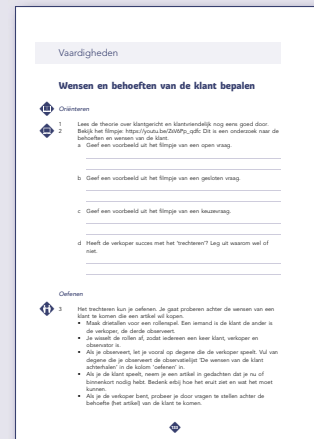 Vaardigheden
Wensen en behoeften van de klant bepalen
Oriënteren
1 Lees de theorie over klantgericht en klantvriendelijk nog eens goed door.
2 Bekijk het filmpje: Dit is een onderzoek naar de
behoeften en wensen van de klant.
a Geef een voorbeeld uit het filmpje van een open vraag.
b Geef een voorbeeld uit het filmpje van een gesloten vraag.
c Geef een voorbeeld uit het filmpje van een keuzevraag.
d Heeft de verkoper succes met het 'trechteren'? Leg uit waarom wel of
niet.
Oefenen
3 Het trechteren kun je oefenen. Je gaat proberen achter de wensen van een
klant te komen die een artikel wil kopen.
• Maak drietallen voor een rollenspel. Een iemand is de klant de ander is
de verkoper, de derde observeert.
• Je wisselt de rollen af, zodat iedereen een keer klant, verkoper en
observator is.
• Als je observeert, let je vooral op degene die de verkoper speelt. Vul van
degene die je observeert de observatielijst 'De wensen van de klant
achterhalen' in de kolom 'oefenen' in.
• Als je de klant speelt, neem je een artikel in gedachten dat je nu of
binnenkort nodig hebt. Bedenk erbij hoe het eruit ziet en wat het moet
kunnen.
• Als je de verkoper bent, probeer je door vragen te stellen achter de
behoefte (het artikel) van de klant te komen.